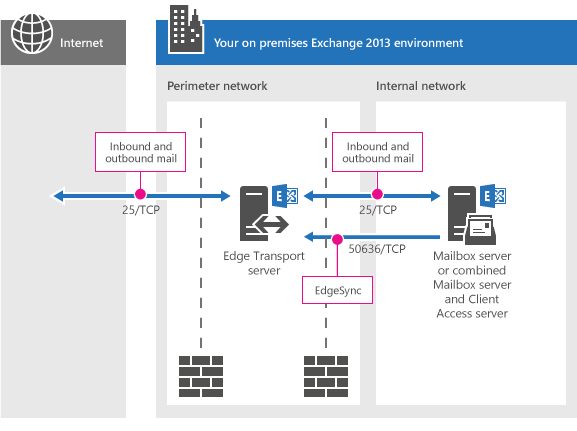 Internet
Your on premises Exchange 2013 environment
Perimeter network
Internal network
Inbound and
outbound mail
Inbound and
outbound mail
E
E
25/TCP
25/TCP
50636/TCP
Edge Transport
server
EdgeSync
Mailbox server
or combined
Mailbox server
and Client
Access server